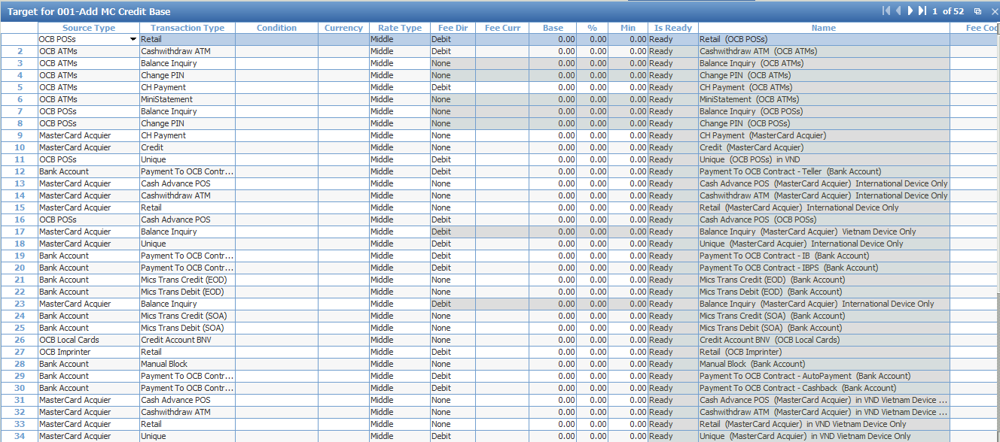 Target for 001-Add MC Credit Base 1 of 52
Source Type Transaction Type Condition Currency Rate Type Fee Dir Fee Curr Base % Min Is Ready Name Fee Cod
OCB POSs Retail Middle Debit 0.00 0.00 0.00 Ready Retail (OCB POSs)
2 OCB ATMs Cashwithdraw ATM Middle Debit 0.00 0.00 0.00 Ready Cashwithdraw ATM (OCB ATMs)
3 OCB ATMs Balance Inquiry Middle None 0.00 0.00 0.00 Ready Balance Inquiry (OCB ATMs)
4 OCB ATMs Change PIN Middle None 0.00 0.00 0.00 Ready Change PIN (OCB ATMs)
5 OCB ATMs CH Payment Middle Debit 0.00 0.00 0.00 Ready CH Payment (OCB ATMs)
6 OCB ATMs MiniStatement Middle None 0.00 0.00 0.00 Ready MiniStatement (OCB ATMs)
7 OCB POSs Balance Inquiry Middle None 0.00 0.00 0.00 Ready Balance Inquiry (OCB POSs)
8 OCB POSs Change PIN Middle None 0.00 0.00 0.00 Ready Change PIN (OCB POSs)
9 MasterCard Acquier CH Payment Middle None 0.00 0.00 0.00 Ready CH Payment (MasterCard Acquier)
10 MasterCard Acquier Credit Middle None 0.00 0.00 0.00 Ready Credit (MasterCard Acquier)
11 OCB POSs Unique Middle Debit 0.00 0.00 0.00 Ready Unique (OCB POSs) in VND
12 Bank Account Payment To OCB Contr... Middle Debit 0.00 0.00 0.00 Ready Payment To OCB Contract - Teller (Bank Account)
13 MasterCard Acquier Cash Advance POS Middle None 0.00 0.00 0.00 Ready Cash Advance POS (MasterCard Acquier) International Device Only
14 MasterCard Acquier Cashwithdraw ATM Middle None 0.00 0.00 0.00 Ready Cashwithdraw ATM (MasterCard Acquier) International Device Only
15 MasterCard Acquier Retail Middle None 0.00 0.00 0.00 Ready Retail (MasterCard Acquier) International Device Only
16 OCB POSs Cash Advance POS Middle Debit 0.00 0.00 0.00 Ready Cash Advance POS (OCB POSs)
17 MasterCard Acquier Balance Inquiry Middle Debit 0.00 0.00 0.00 Ready Balance Inquiry (MasterCard Acquier) Vietnam Device Only
18 MasterCard Acquier Unique Middle Debit 0.00 0.00 0.00 Ready Unique (MasterCard Acquier) International Device Only
19 Bank Account Payment To OCB Contr... Middle Debit 0.00 0.00 0.00 Ready Payment To OCB Contract - IB (Bank Account)
20 Bank Account Payment To OCB Contr... Middle Debit 0.00 0.00 0.00 Ready Payment To OCB Contract - IBPS (Bank Account)
21 Bank Account Mics Trans Credit (EOD) Middle None 0.00 0.00 0.00 Ready Mics Trans Credit (EOD) (Bank Account)
22 Bank Account Mics Trans Debit (EOD) Middle None 0.00 0.00 0.00 Ready Mics Trans Debit (EOD) (Bank Account)
23 MasterCard Acquier Balance Inquiry Middle Debit 0.00 0.00 0.00 Ready Balance Inquiry (MasterCard Acquier) International Device Only
24 Bank Account Mics Trans Credit (SOA) Middle None 0.00 0.00 0.00 Ready Mics Trans Credit (SOA) (Bank Account)
25 Bank Account Mics Trans Debit (SOA) Middle None 0.00 0.00 0.00 Ready Mics Trans Debit (SOA) (Bank Account)
26 OCB Local Cards Credit Account BNV Middle None 0.00 0.00 0.00 Ready Credit Account BNV (OCB Local Cards)
27 OCB Imprinter Retail Middle Debit 0.00 0.00 0.00 Ready Retail (OCB Imprinter)
28 Bank Account Manual Block Middle None 0.00 0.00 0.00 Ready Manual Block (Bank Account)
29 Bank Account Payment To OCB Contr... Middle Debit 0.00 0.00 0.00 Ready Payment To OCB Contract - AutoPayment (Bank Account)
30 Bank Account Payment To OCB Contr... Middle Debit 0.00 0.00 0.00 Ready Payment To OCB Contract - Cashback (Bank Account)
31 MasterCard Acquier Cash Advance POS Middle None 0.00 0.00 0.00 Ready Cash Advance POS (MasterCard Acquier) in VND Vietnam Device ...
32 MasterCard Acquier Cashwithdraw ATM Middle None 0.00 0.00 0.00 Ready Cashwithdraw ATM (MasterCard Acquier) in VND Vietnam Device ...
33 MasterCard Acquier Retail Middle None 0.00 0.00 0.00 Ready Retail (MasterCard Acquier) in VND Vietnam Device Only
34 MasterCard Acquier Unique Middle Debit 0.00 0.00 0.00 Ready Unique (MasterCard Acquier) in VND Vietnam Device Only